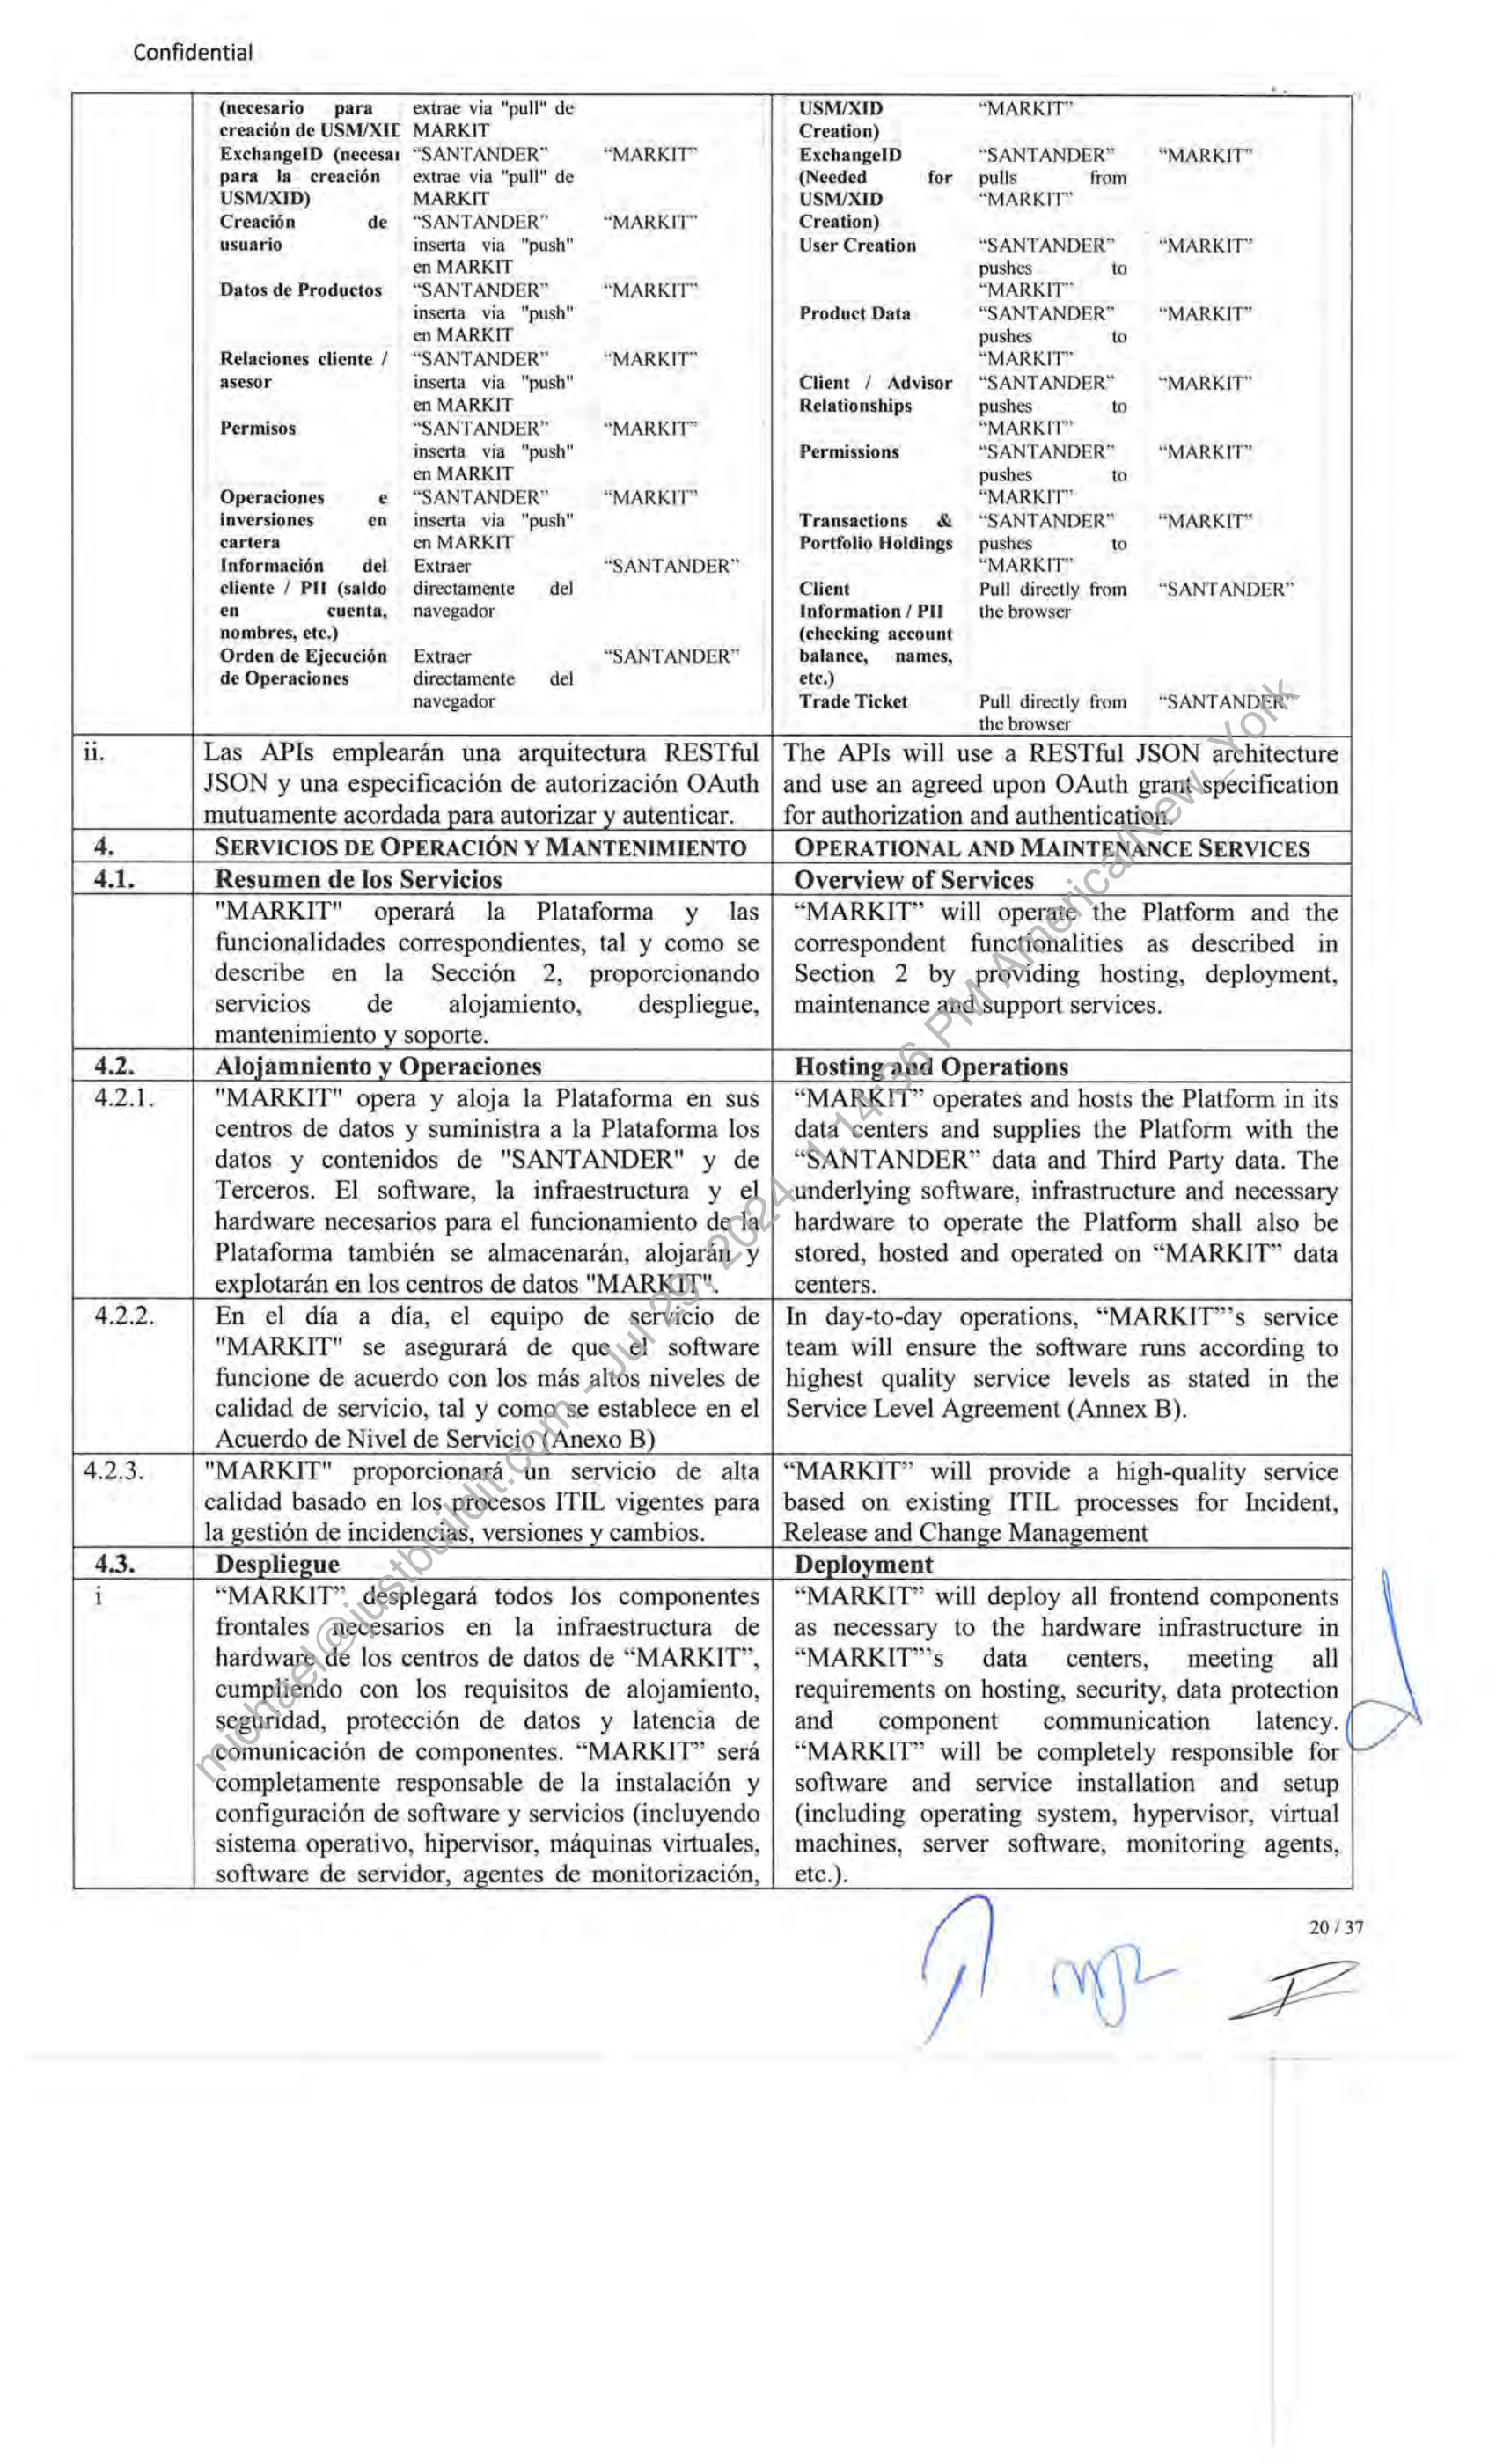 Confidential
(necesario para extrae via "pull" de
creación de USM/XID MARKIT
ExchangeID (necesar “SANTANDER” “MARKIT”
para la creación extrae via "pull" de
USM/XID) MARKIT
Creación de “SANTANDER” “MARKIT”
usuario inserta via "push"
en MARKIT
Datos de Productos “SANTANDER” “MARKIT”
inserta via "push"
en MARKIT
Relaciones cliente / “SANTANDER” “MARKIT”
asesor inserta via "push"
en MARKIT
Permisos “SANTANDER” “MARKIT”
inserta via "push"
en MARKIT
Operaciones e “SANTANDER” “MARKIT”
inversiones en inserta via "push"
cartera en MARKIT
Información del Extraer “SANTANDER”
cliente / PII (saldo directamente del
en cuenta, navegador
nombres, etc.)
Orden de Ejecución Extraer “SANTANDER”
de Operaciones directamente del
navegador
USM/XID “MARKIT”
Creation)
ExchangeID “SANTANDER” “MARKIT”
(Needed for pulls from
USM/XID “MARKIT”
Creation)
User Creation “SANTANDER” “MARKIT”
pushes to
“MARKIT”
Product Data “SANTANDER” “MARKIT”
pushes to
“MARKIT”
Client / Advisor “SANTANDER” “MARKIT”
Relationships pushes to
“MARKIT”
Permissions “SANTANDER” “MARKIT”
pushes to
“MARKIT”
Transactions & “SANTANDER” “MARKIT”
Portfolio Holdings pushes to
“MARKIT”
Client Pull directly from “SANTANDER”
Information / PII the browser
(checking account
balance, names,
etc.)
Trade Ticket Pull directly from “SANTANDER”
the browser
ii.
Las APIs emplearán una arquitectura RESTful
JSON y una especificación de autorización OAuth
mutuamente acordada para autorizar y autenticar.
The APIs will use a RESTful JSON architecture
and use an agreed upon OAuth grant specification
for authorization and authentication.
4. SERVICIOS DE OPERACIÓN Y MANTENIMIENTO OPERATIONAL AND MAINTENANCE SERVICES
4.1. Resumen de los Servicios Overview of Services
"MARKIT" operará la Plataforma y las
funcionalidades correspondientes, tal y como se
describe en la Sección 2, proporcionando
servicios de alojamiento, despliegue,
mantenimiento y soporte.
“MARKIT” will operate the Platform and the
correspondent functionalities as described in
Section 2 by providing hosting, deployment,
maintenance and support services.
4.2. Alojamniento y Operaciones Hosting and Operations
4.2.1.
"MARKIT" opera y aloja la Plataforma en sus
centros de datos y suministra a la Plataforma los
datos y contenidos de "SANTANDER" y de
Terceros. El software, la infraestructura y el
hardware necesarios para el funcionamiento de la
Plataforma también se almacenarán, alojarán y
explotarán en los centros de datos "MARKIT".
“MARKIT” operates and hosts the Platform in its
data centers and supplies the Platform with the
“SANTANDER” data and Third Party data. The
underlying software, infrastructure and necessary
hardware to operate the Platform shall also be
stored, hosted and operated on “MARKIT” data
centers.
4.2.2.
En el día a día, el equipo de servicio de
"MARKIT" se asegurará de que el software
funcione de acuerdo con los más altos niveles de
calidad de servicio, tal y como se establece en el
Acuerdo de Nivel de Servicio (Anexo B)
In day-to-day operations, “MARKIT”'s service
team will ensure the software runs according to
highest quality service levels as stated in the
Service Level Agreement (Annex B).
4.2.3.
"MARKIT" proporcionará un servicio de alta
calidad basado en los procesos ITIL vigentes para
la gestión de incidencias, versiones y cambios.
“MARKIT” will provide a high-quality service
based on existing ITIL processes for Incident,
Release and Change Management
4.3. Despliegue Deployment
i
“MARKIT” desplegará todos los componentes
frontales necesarios en la infraestructura de
hardware de los centros de datos de “MARKIT”,
cumpliendo con los requisitos de alojamiento,
seguridad, protección de datos y latencia de
comunicación de componentes. “MARKIT” será
completamente responsable de la instalación y
configuración de software y servicios (incluyendo
sistema operativo, hipervisor, máquinas virtuales,
software de servidor, agentes de monitorización,
“MARKIT” will deploy all frontend components
as necessary to the hardware infrastructure in
“MARKIT”'s data centers, meeting all
requirements on hosting, security, data protection
and component communication latency.
“MARKIT” will be completely responsible for
software and service installation and setup
(including operating system, hypervisor, virtual
machines, server software, monitoring agents,
etc.).
20 / 37
michael@justbuildit.com - Jul 29, 2024, 1:14:36 PM America/New_York